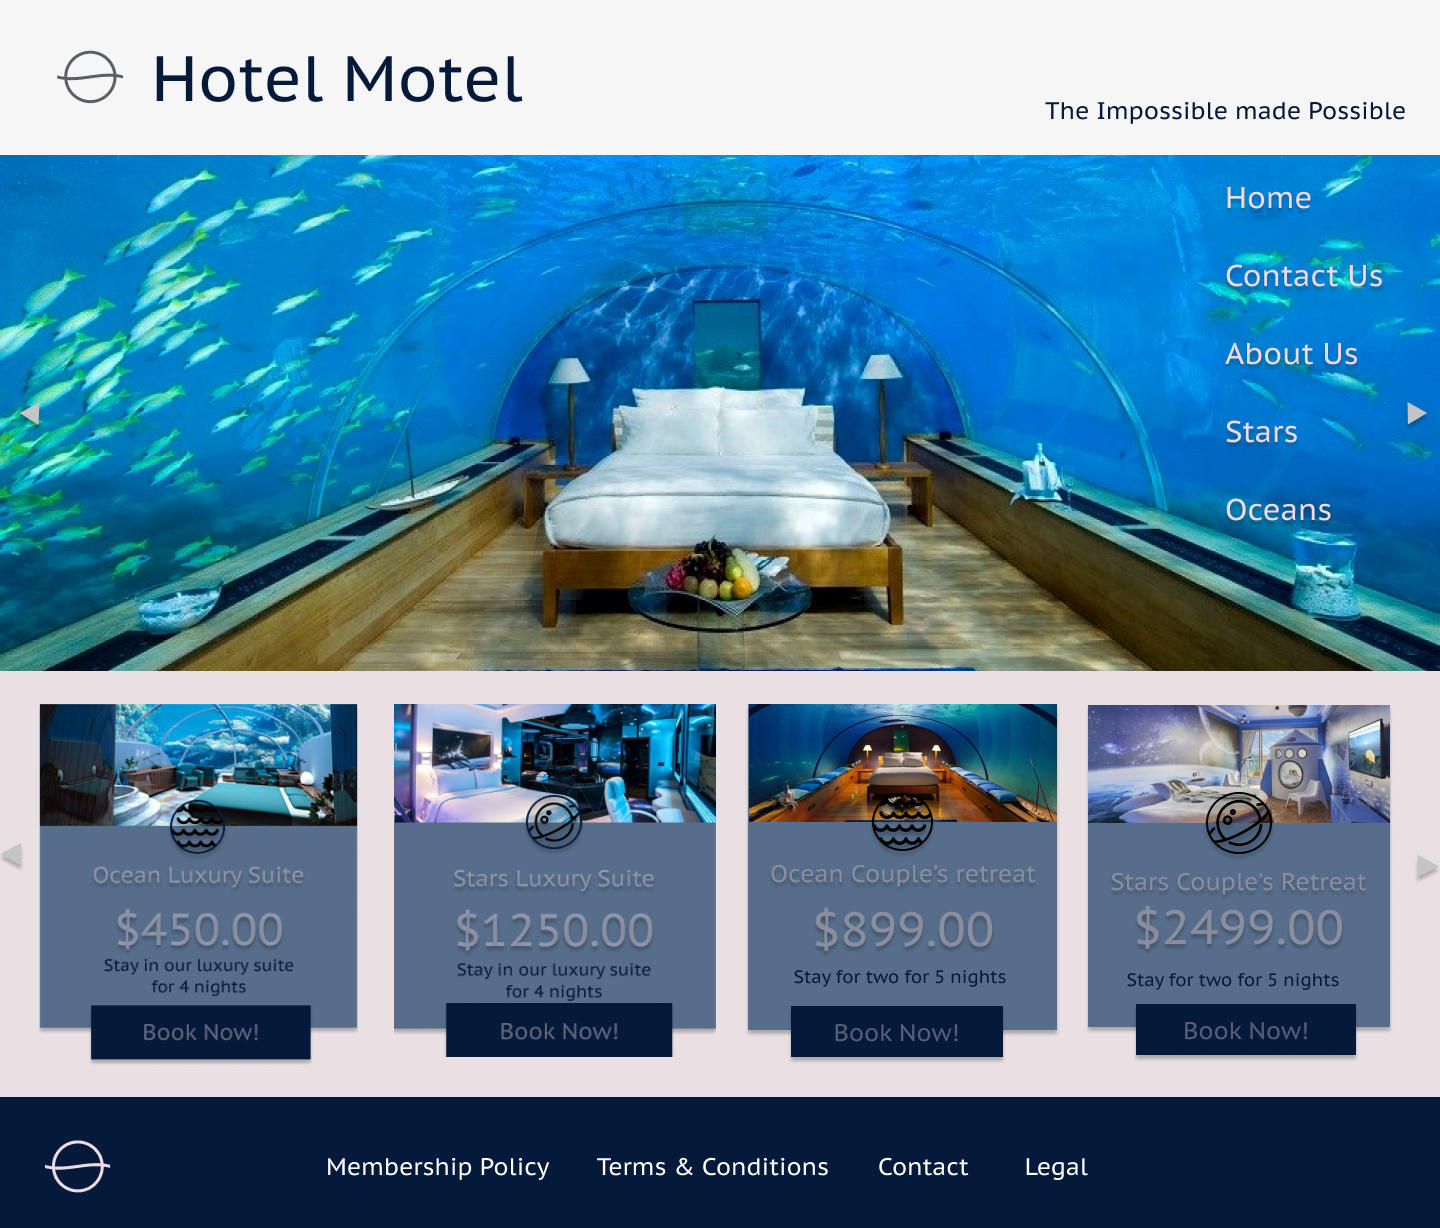 Hotel Motel
The Impossible made Possible
Home
Contact Us
About Us
Stars
Oceans
Ocean Luxury Suite
$450.00
Stay in our luxury suite
for 4 nights
Book Now!
Stars Luxury Suite
$1250.00
Stay in our luxury suite
for 4 nights
Book Now!
Ocean Couple’s retreat
$899.00
Stay for two for 5 nights
Book Now!
Stars Couple’s Retreat
$2499.00
Stay for two for 5 nights
Book Now!
Membership Policy
Terms & Conditions
Contact
Legal